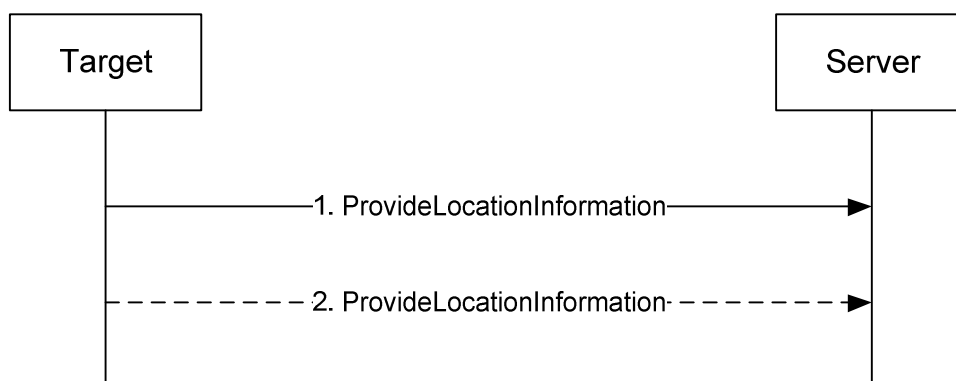 Target
Server
1. ProvideLocationInformation
2. ProvideLocationInformation